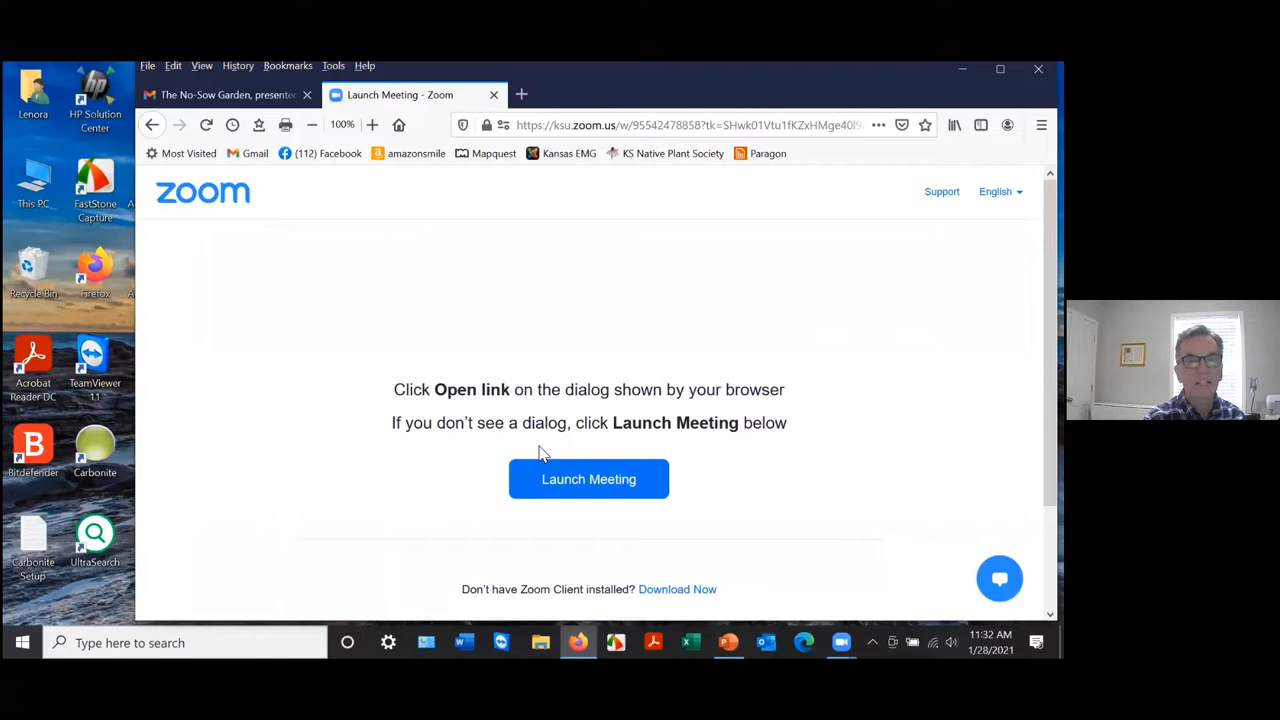 File Edit View History Bookmarks Tools Help
The No-Sow Garden, presente
Launch Meeting - Zoom
100%
https://ksu.zoom.us/w/95542478858?tk=SHwk01Vtu1fKZxHMge40l9
Most Visited Gmail (112) Facebook amazonsmile Mapquest Kansas EMG KS Native Plant Society Paragon
zoom
Support English
Click Open link on the dialog shown by your browser
If you don't see a dialog, click Launch Meeting below
Launch Meeting
Don't have Zoom Client installed? Download Now
Lenora
HP Solution
Center
This PC
FastStone
Capture
Recycle Bin
Firefox
Acrobat
Reader DC
TeamViewer
1.1
Bitdefender
Carbonite
Carbonite
Setup
UltraSearch
Type here to search
11:32 AM
1/28/2021